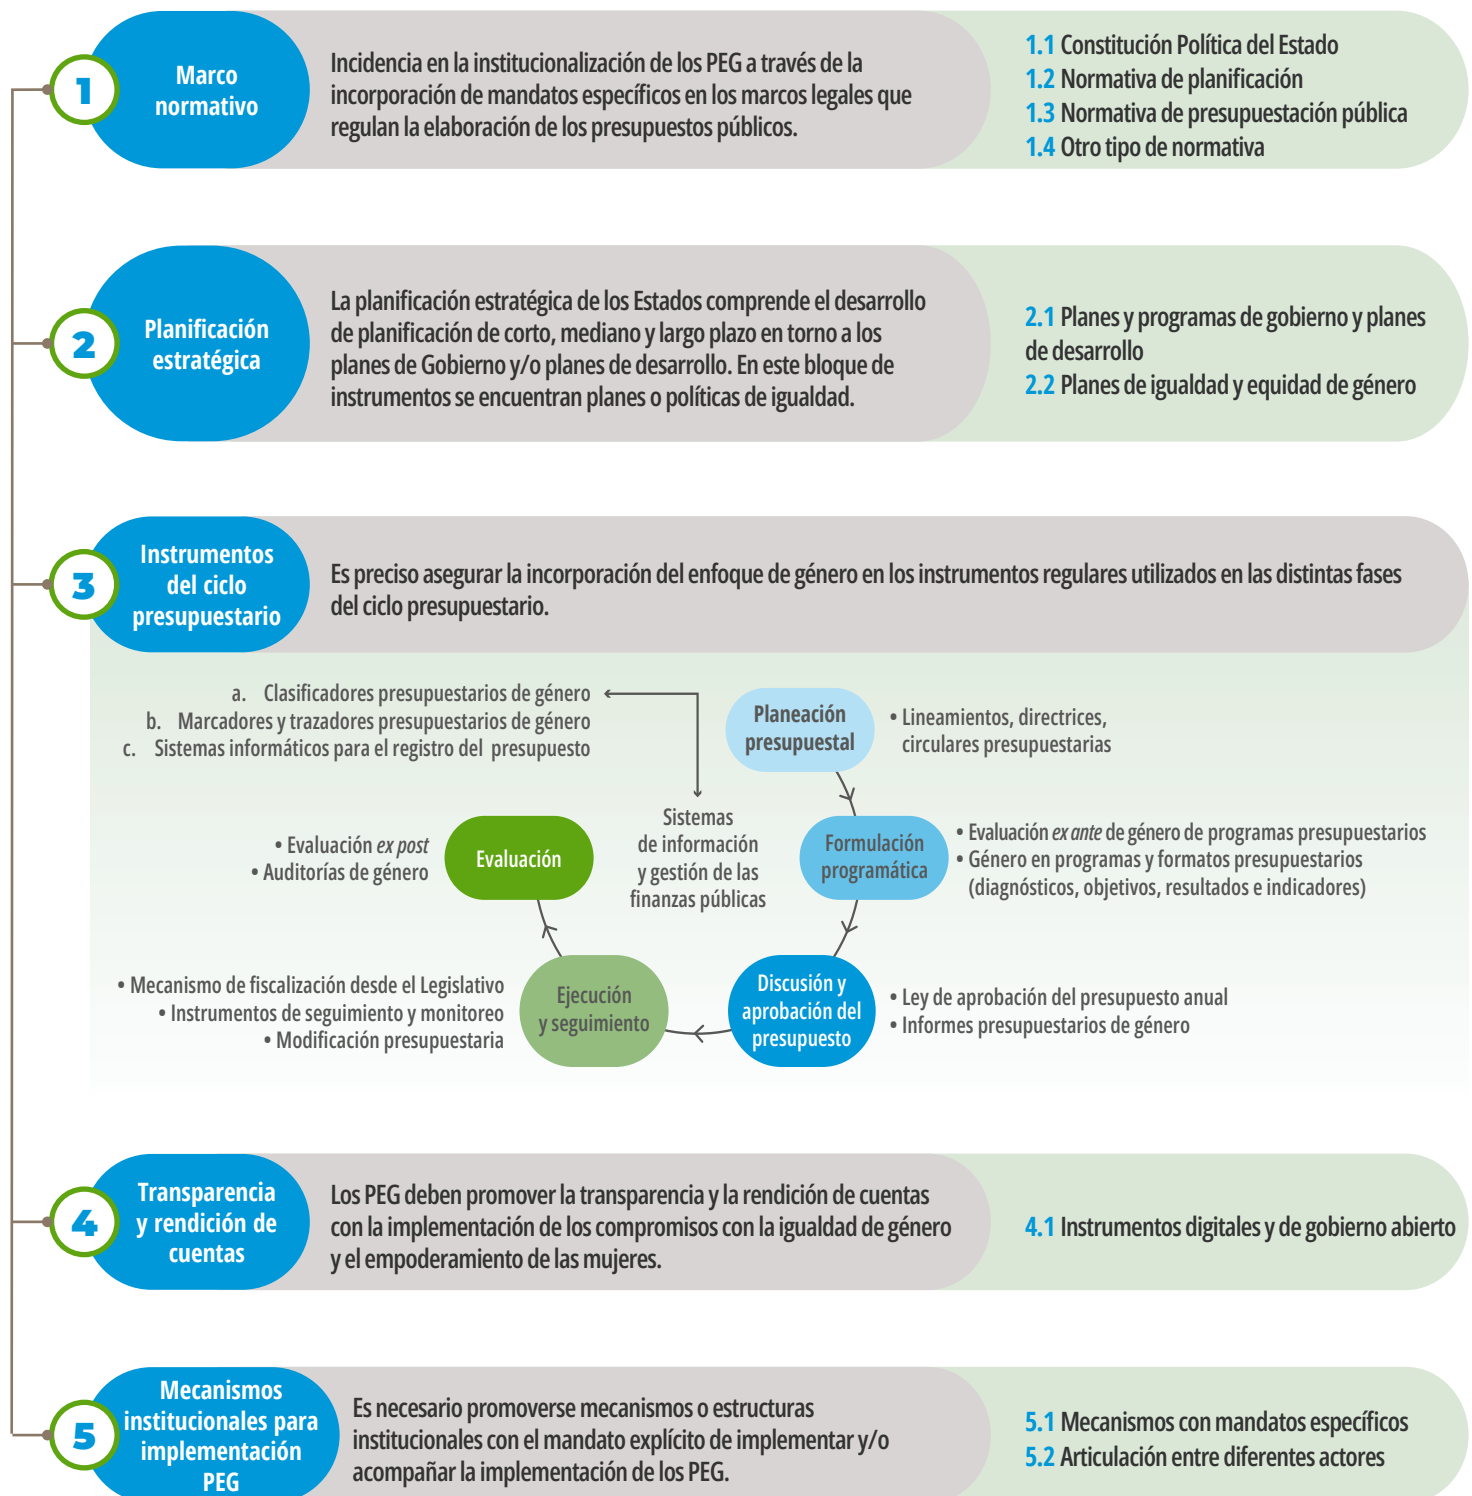 1
Marco
normativo
Incidencia en la institucionalización de los PEG a través de la
incorporación de mandatos específicos en los marcos legales que
regulan la elaboración de los presupuestos públicos.
1.1 Constitución Política del Estado
1.2 Normativa de planificación
1.3 Normativa de presupuestación pública
1.4 Otro tipo de normativa
2
Planificación
estratégica
La planificación estratégica de los Estados comprende el desarrollo
de planificación de corto, mediano y largo plazo en torno a los
planes de Gobierno y/o planes de desarrollo. En este bloque de
instrumentos se encuentran planes o políticas de igualdad.
2.1 Planes y programas de gobierno y planes
de desarrollo
2.2 Planes de igualdad y equidad de género
3
Instrumentos
del ciclo
presupuestario
Es preciso asegurar la incorporación del enfoque de género en los instrumentos regulares utilizados en las distintas fases
del ciclo presupuestario.
a. Clasificadores presupuestarios de género
b. Marcadores y trazadores presupuestarios de género
c. Sistemas informáticos para el registro del presupuesto
Planeación
presupuestal
• Lineamientos, directrices,
circulares presupuestarias
Sistemas
de información
y gestión de las
finanzas públicas
Formulación
programática
• Evaluación ex ante de género de programas presupuestarios
• Género en programas y formatos presupuestarios
(diagnósticos, objetivos, resultados e indicadores)
• Evaluación ex post
• Auditorías de género
Evaluación
• Mecanismo de fiscalización desde el Legislativo
• Instrumentos de seguimiento y monitoreo
• Modificación presupuestaria
Ejecución
y seguimiento
Discusión y
aprobación del
presupuesto
• Ley de aprobación del presupuesto anual
• Informes presupuestarios de género
4
Transparencia
y rendición de
cuentas
Los PEG deben promover la transparencia y la rendición de cuentas
con la implementación de los compromisos con la igualdad de género
y el empoderamiento de las mujeres.
4.1 Instrumentos digitales y de gobierno abierto
5
Mecanismos
institucionales para
implementación
PEG
Es necesario promoverse mecanismos o estructuras
institucionales con el mandato explícito de implementar y/o
acompañar la implementación de los PEG.
5.1 Mecanismos con mandatos específicos
5.2 Articulación entre diferentes actores